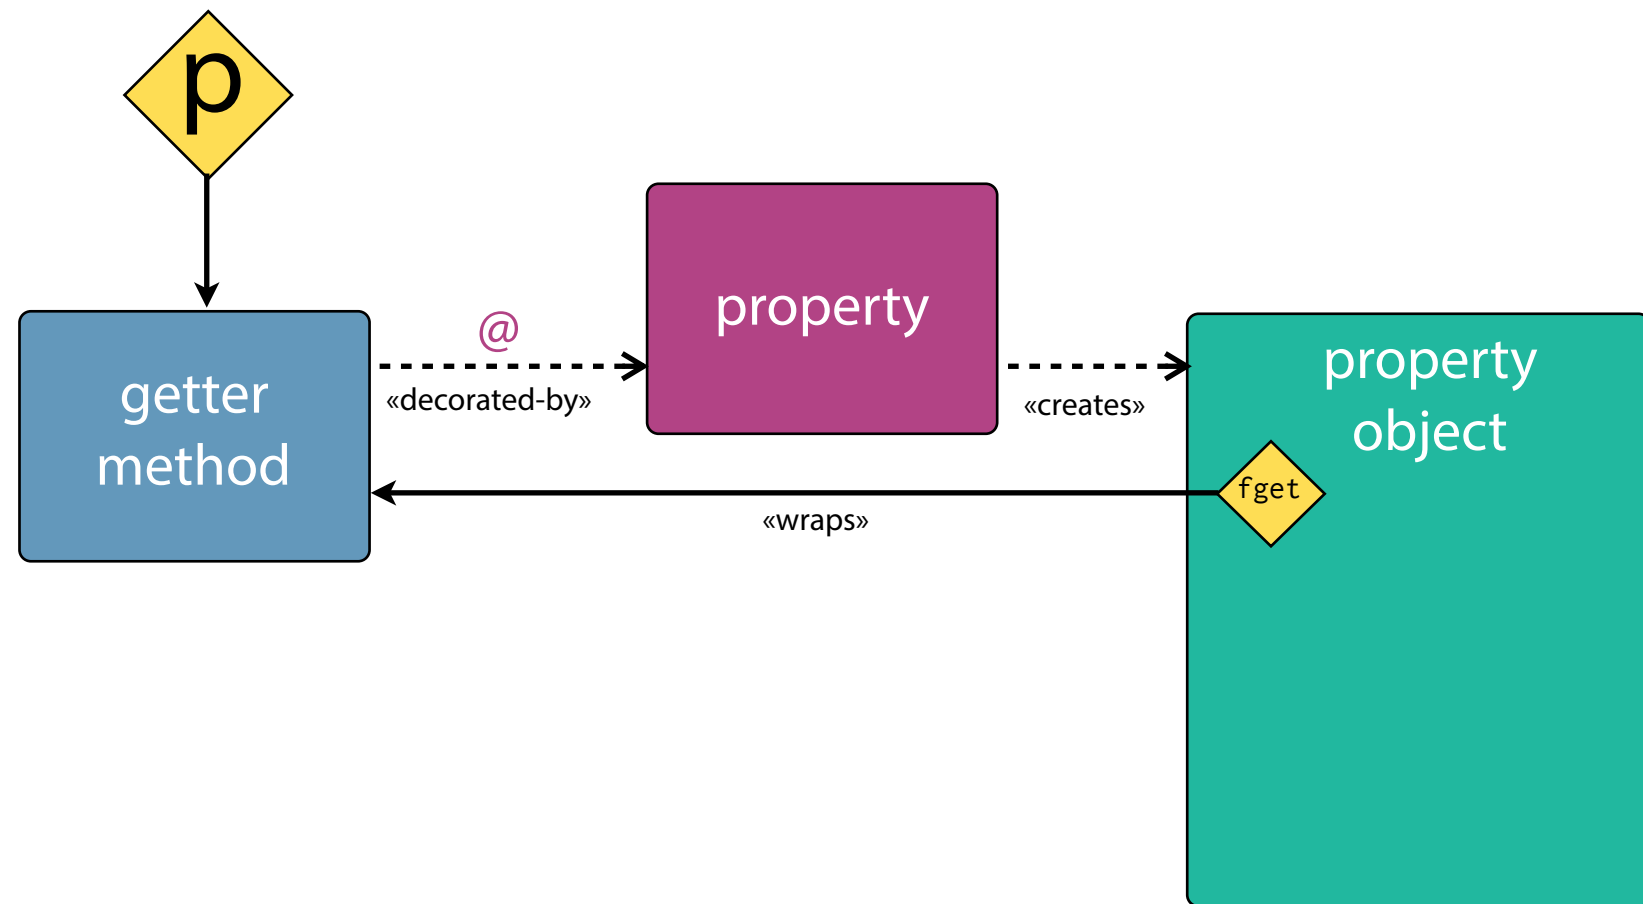 p
getter
method
@
«decorated-by»
property
«creates»
property
object
fget
«wraps»